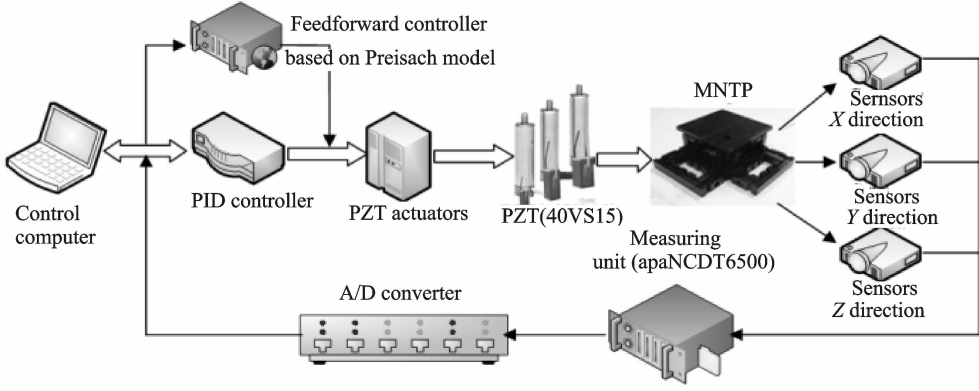 Feedforward controller
based on Preisach model
MNTP
Sernsors
X direction
PID controller
PZT actuators
PZT(40VS15)
Sensors
Y direction
Control
computer
Measuring
unit (apaNCDT6500)
Sensors
Z direction
A/D converter